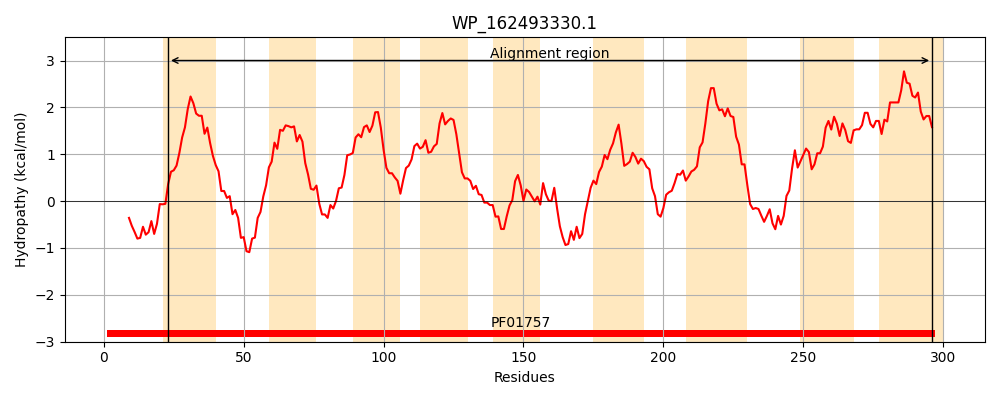 WP_162493330.1
Hydropathy (kcal/mol)
3
2
1
0
−1
−2
−3
Alignment region
PF01757
0 50 100 150 200 250 300
Residues